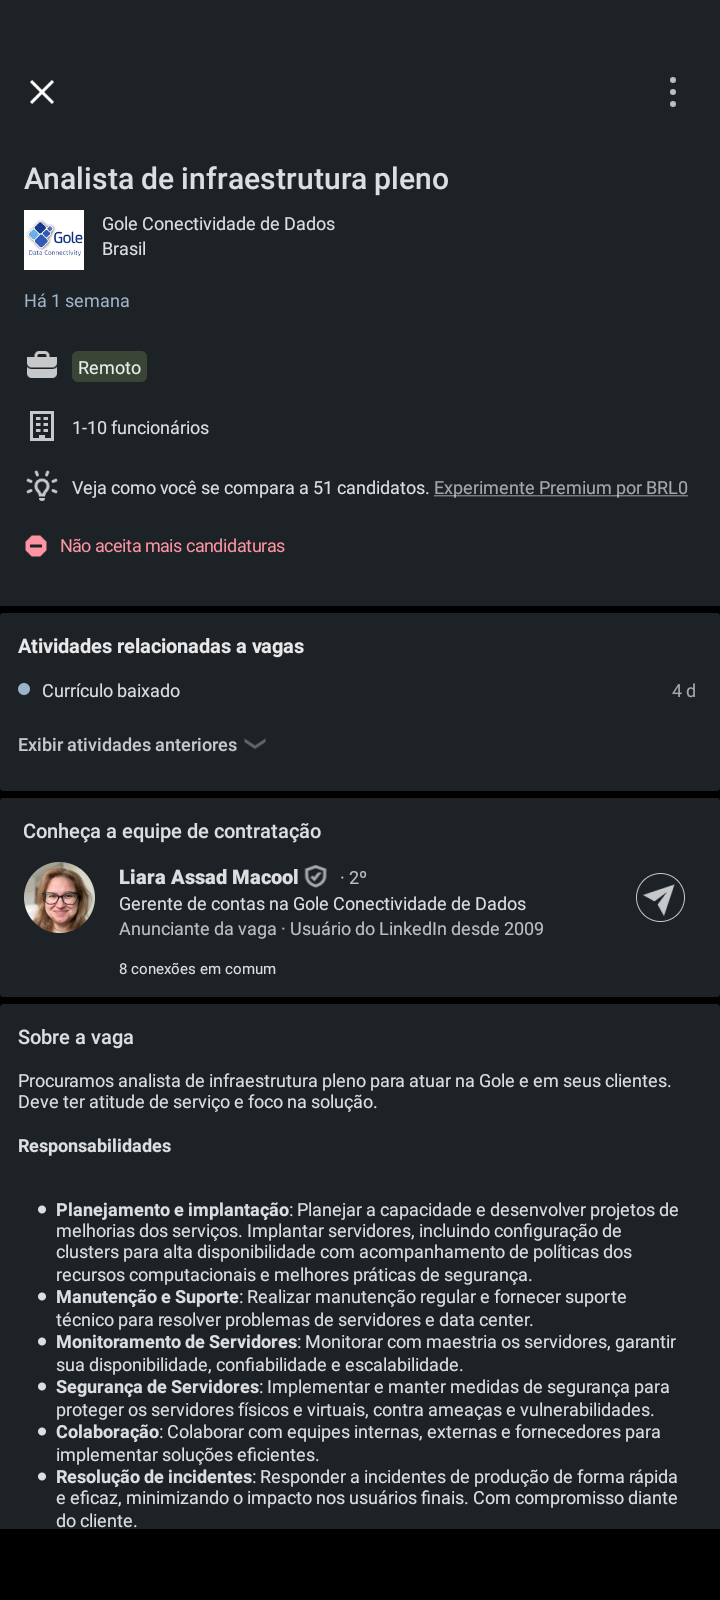 Analista de infraestrutura pleno
Gole
Data Connectivity
Gole Conectividade de Dados
Brasil
Há 1 semana
Remoto
1-10 funcionários
Veja como você se compara a 51 candidatos. Experimente Premium por BRL0
Não aceita mais candidaturas
Atividades relacionadas a vagas
Currículo baixado
4 d
Exibir atividades anteriores
Conheça a equipe de contratação
Liara Assad Macool · 2º
Gerente de contas na Gole Conectividade de Dados
Anunciante da vaga · Usuário do LinkedIn desde 2009
8 conexões em comum
Sobre a vaga
Procuramos analista de infraestrutura pleno para atuar na Gole e em seus clientes.
Deve ter atitude de serviço e foco na solução.
Responsabilidades
• Planejamento e implantação: Planejar a capacidade e desenvolver projetos de
melhorias dos serviços. Implantar servidores, incluindo configuração de
clusters para alta disponibilidade com acompanhamento de políticas dos
recursos computacionais e melhores práticas de segurança.
• Manutenção e Suporte: Realizar manutenção regular e fornecer suporte
técnico para resolver problemas de servidores e data center.
• Monitoramento de Servidores: Monitorar com maestria os servidores, garantir
sua disponibilidade, confiabilidade e escalabilidade.
• Segurança de Servidores: Implementar e manter medidas de segurança para
proteger os servidores físicos e virtuais, contra ameaças e vulnerabilidades.
• Colaboração: Colaborar com equipes internas, externas e fornecedores para
implementar soluções eficientes.
• Resolução de incidentes: Responder a incidentes de produção de forma rápida
e eficaz, minimizando o impacto nos usuários finais. Com compromisso diante
do cliente.